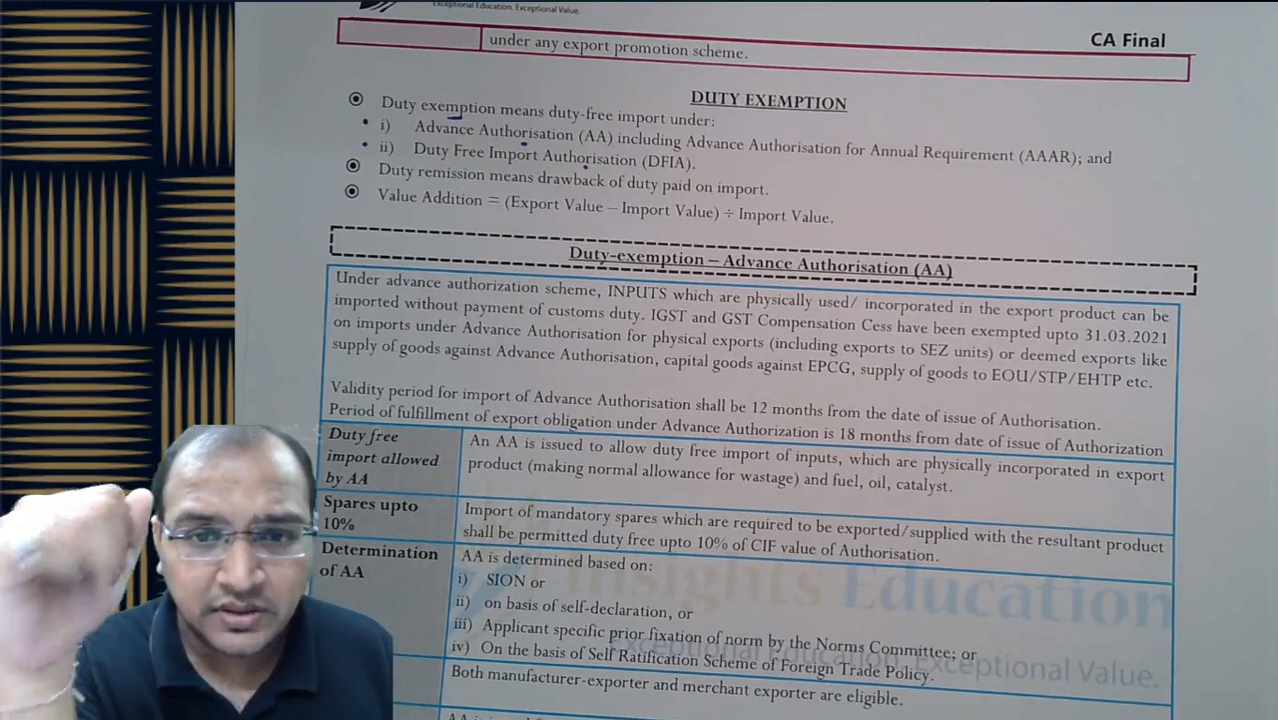 Exceptional Education. Exceptional Value.
CA Final
under any export promotion scheme.
DUTY EXEMPTION
Duty exemption means duty-free import under:
i) Advance Authorisation (AA) including Advance Authorisation for Annual Requirement (AAAR); and
ii) Duty Free Import Authorisation (DFIA).
Duty remission means drawback of duty paid on import.
Value Addition = (Export Value – Import Value) ÷ Import Value.
Duty-exemption – Advance Authorisation (AA)
Under advance authorization scheme, INPUTS which are physically used/ incorporated in the export product can be
imported without payment of customs duty. IGST and GST Compensation Cess have been exempted upto 31.03.2021
on imports under Advance Authorisation for physical exports (including exports to SEZ units) or deemed exports like
supply of goods against Advance Authorisation, capital goods against EPCG, supply of goods to EOU/STP/EHTP etc.
Validity period for import of Advance Authorisation shall be 12 months from the date of issue of Authorisation.
Period of fulfillment of export obligation under Advance Authorization is 18 months from date of issue of Authorization
Duty free
import allowed
by AA
An AA is issued to allow duty free import of inputs, which are physically incorporated in export
product (making normal allowance for wastage) and fuel, oil, catalyst.
Spares upto
10%
Import of mandatory spares which are required to be exported/supplied with the resultant product
shall be permitted duty free upto 10% of CIF value of Authorisation.
Determination
of AA
AA is determined based on:
i) SION or
ii) on basis of self-declaration, or
iii) Applicant specific prior fixation of norm by the Norms Committee; or
iv) On the basis of Self Ratification Scheme of Foreign Trade Policy.
Both manufacturer-exporter and merchant exporter are eligible.
Insights Education
Exceptional Education. Exceptional Value.